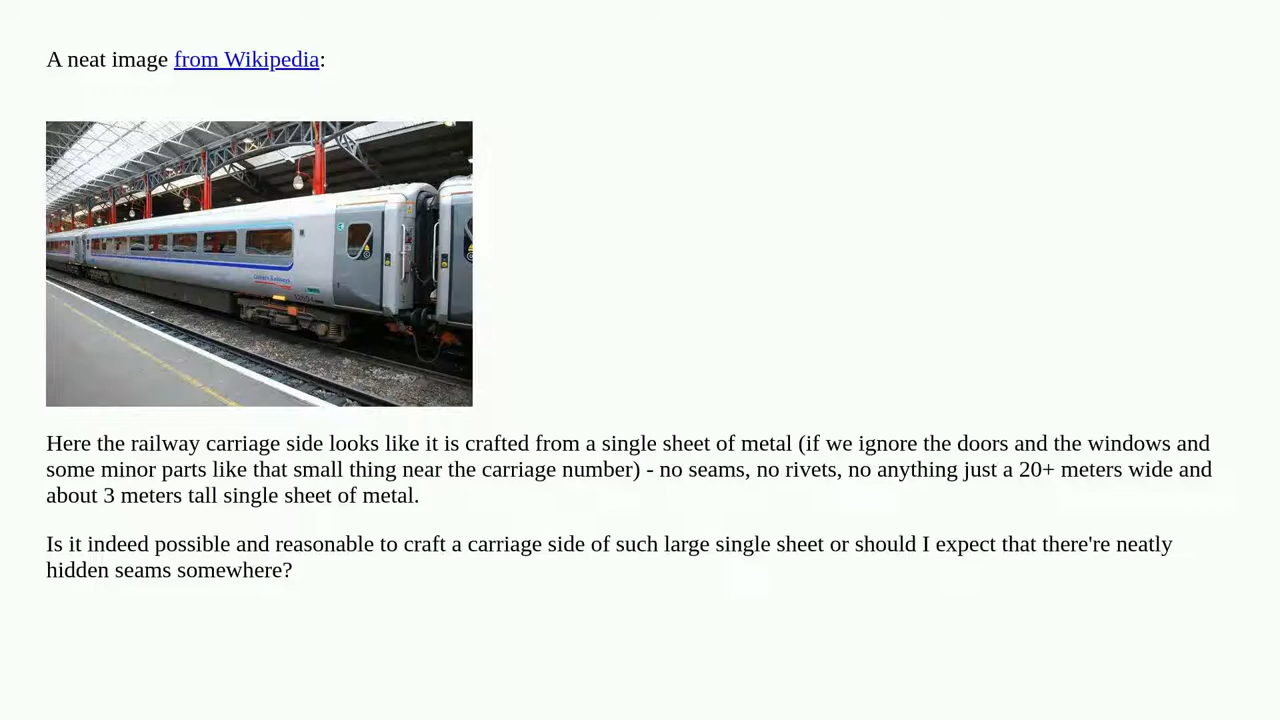 A neat image from Wikipedia:
Here the railway carriage side looks like it is crafted from a single sheet of metal (if we ignore the doors and the windows and
some minor parts like that small thing near the carriage number) - no seams, no rivets, no anything just a 20+ meters wide and
about 3 meters tall single sheet of metal.
Is it indeed possible and reasonable to craft a carriage side of such large single sheet or should I expect that there're neatly
hidden seams somewhere?